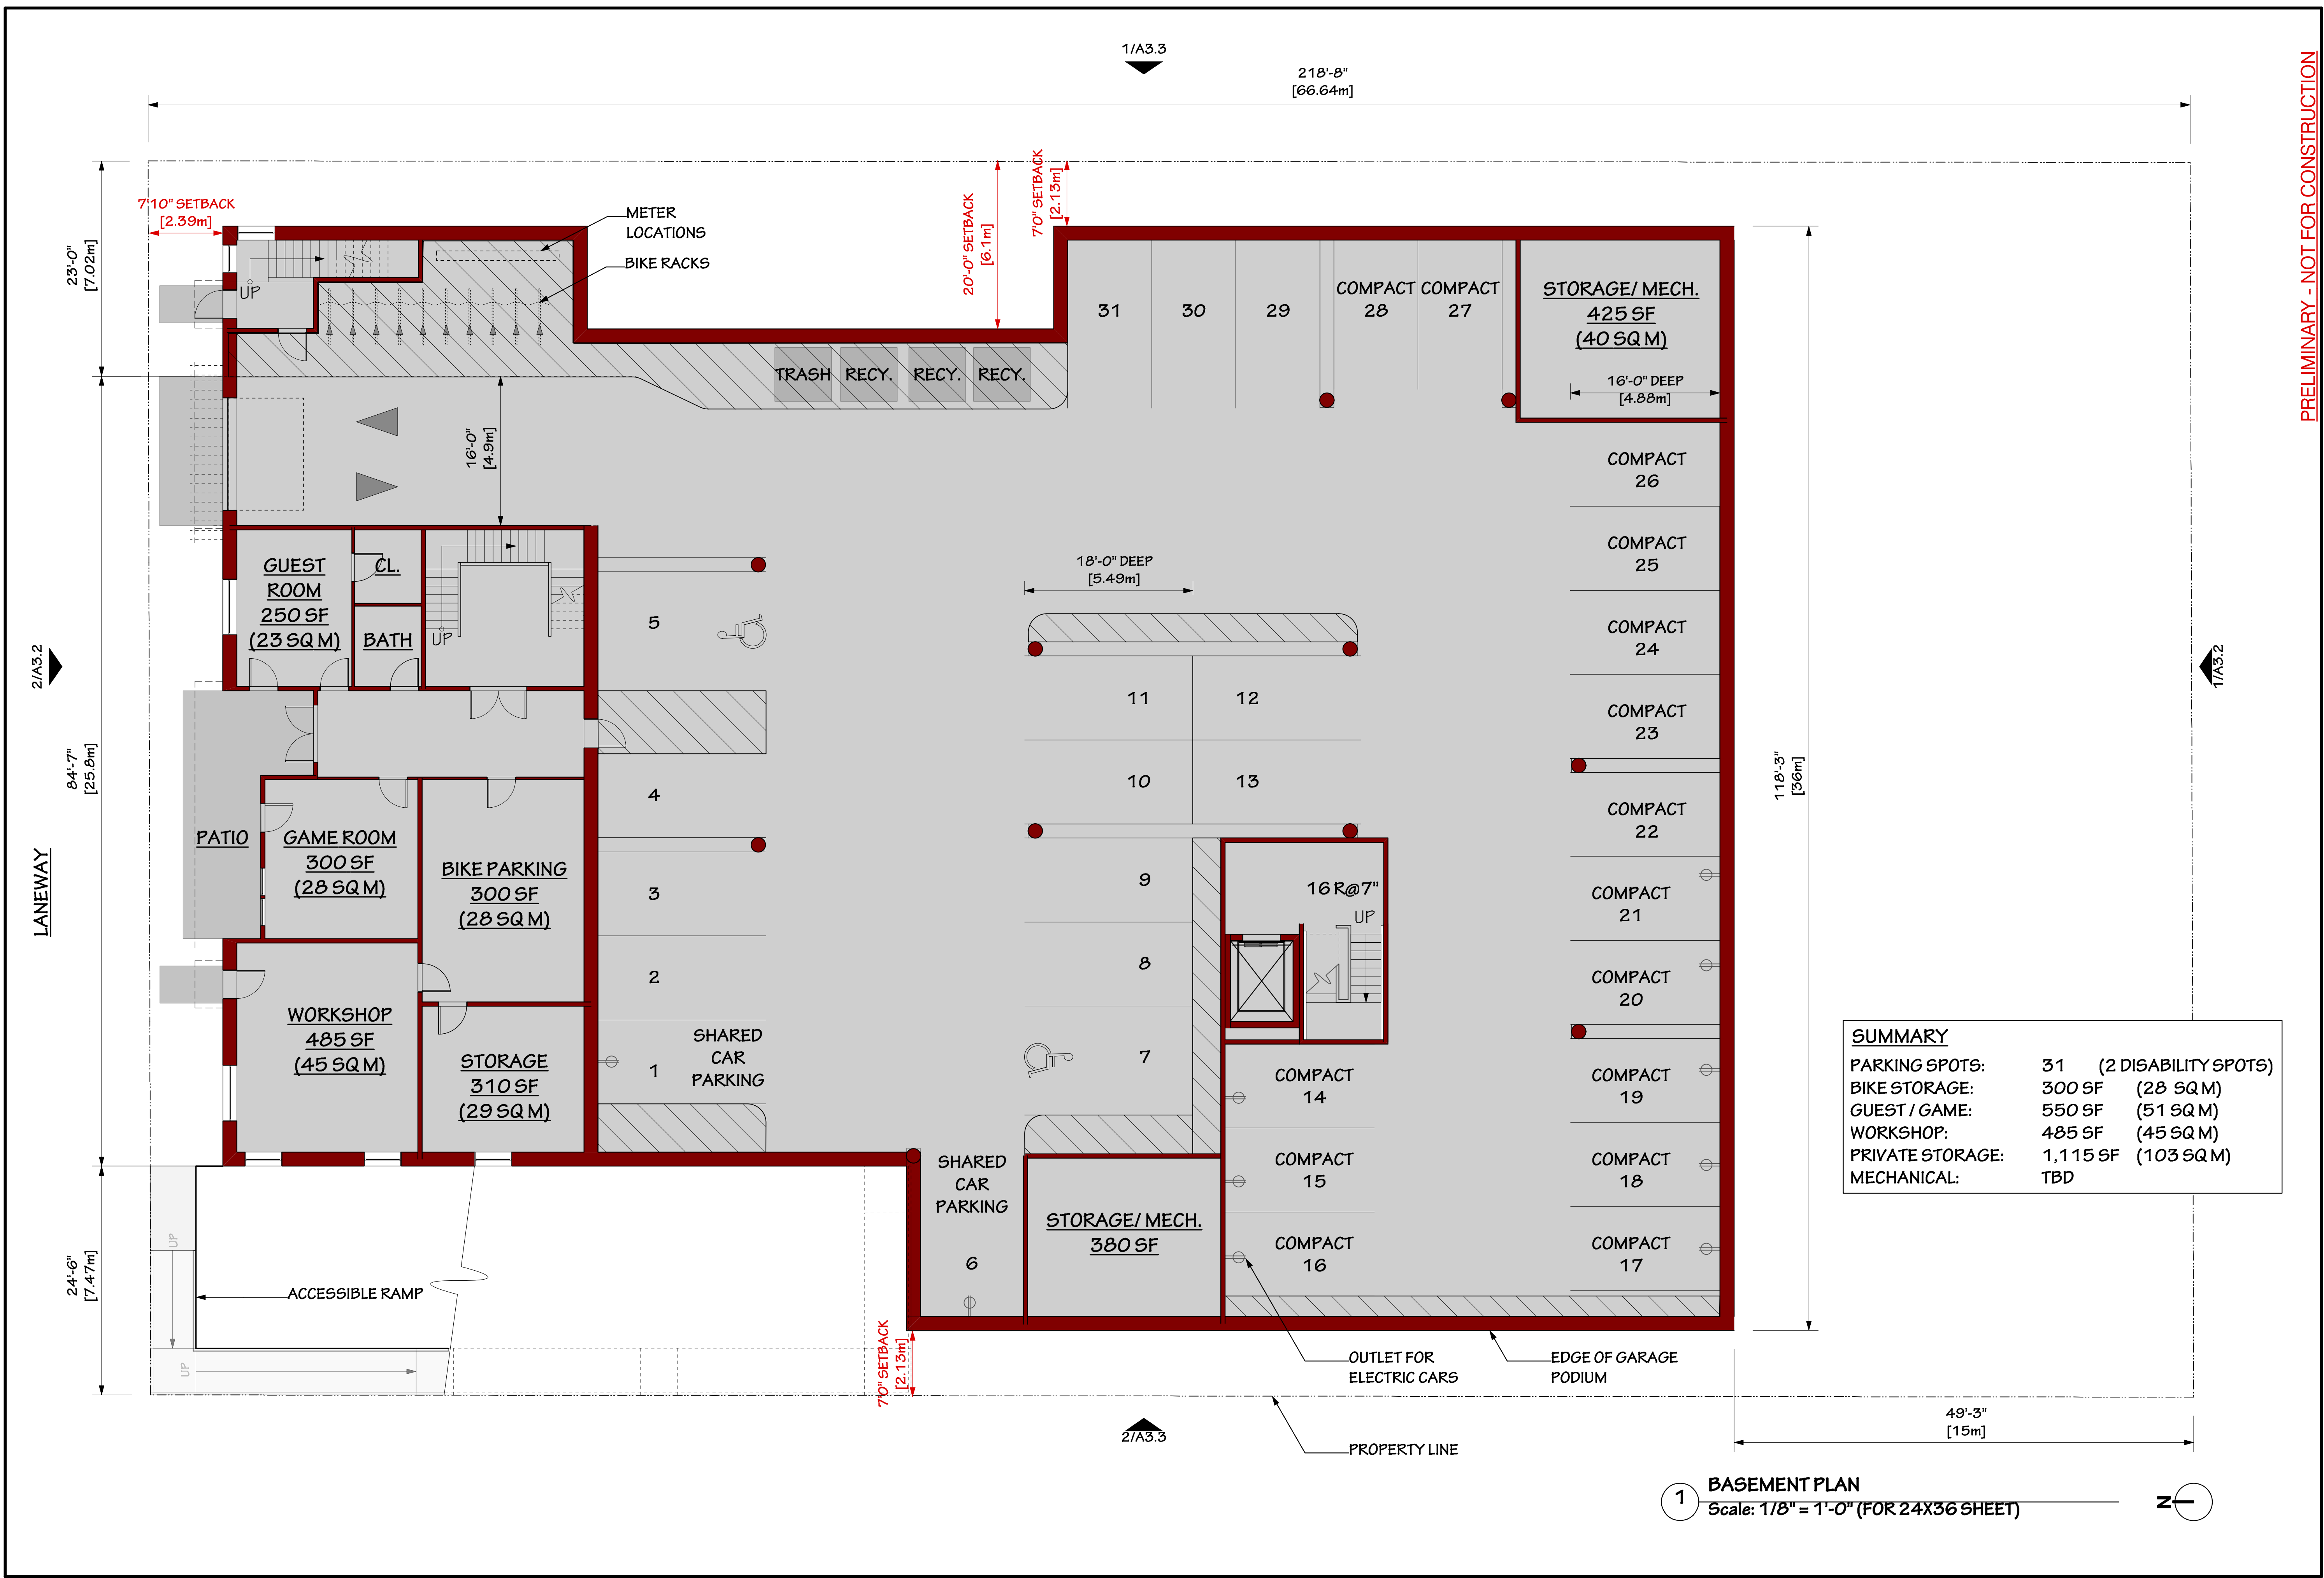 1/A3.3
218'-8"
[66.64m]
PRELIMINARY - NOT FOR CONSTRUCTION
23'-0"
[7.02m]
7'10" SETBACK
[2.39m]
METER
LOCATIONS
BIKE RACKS
20'-0" SETBACK
[6.1m]
7'0" SETBACK
[2.13m]
UP
31
30
29
COMPACT
28
COMPACT
27
STORAGE/ MECH.
425 SF
(40 SQ M)
16'-0" DEEP
[4.88m]
TRASH
RECY.
RECY.
RECY.
16'-0"
[4.9m]
COMPACT
26
COMPACT
25
COMPACT
24
COMPACT
23
COMPACT
22
COMPACT
21
COMPACT
20
COMPACT
19
COMPACT
18
COMPACT
17
GUEST
ROOM
250 SF
(23 SQ M)
CL.
BATH
UP
5
18'-0" DEEP
[5.49m]
11
12
10
13
4
3
2
1
SHARED
CAR
PARKING
9
8
7
16 R@7"
UP
2/A3.2
1/A3.2
84'-7"
[25.8m]
118'-3"
[36m]
LANEWAY
PATIO
GAME ROOM
300 SF
(28 SQ M)
BIKE PARKING
300 SF
(28 SQ M)
WORKSHOP
485 SF
(45 SQ M)
STORAGE
310 SF
(29 SQ M)
COMPACT
14
COMPACT
15
COMPACT
16
SHARED
CAR
PARKING
6
STORAGE/ MECH.
380 SF
SUMMARY
PARKING SPOTS: 31 (2 DISABILITY SPOTS)
BIKE STORAGE: 300 SF (28 SQ M)
GUEST / GAME: 550 SF (51 SQ M)
WORKSHOP: 485 SF (45 SQ M)
PRIVATE STORAGE: 1,115 SF (103 SQ M)
MECHANICAL: TBD
24'-6"
[7.47m]
UP
UP
ACCESSIBLE RAMP
7'0" SETBACK
[2.13m]
OUTLET FOR
ELECTRIC CARS
EDGE OF GARAGE
PODIUM
2/A3.3
PROPERTY LINE
49'-3"
[15m]
1
BASEMENT PLAN
Scale: 1/8" = 1'-0" (FOR 24X36 SHEET)
N